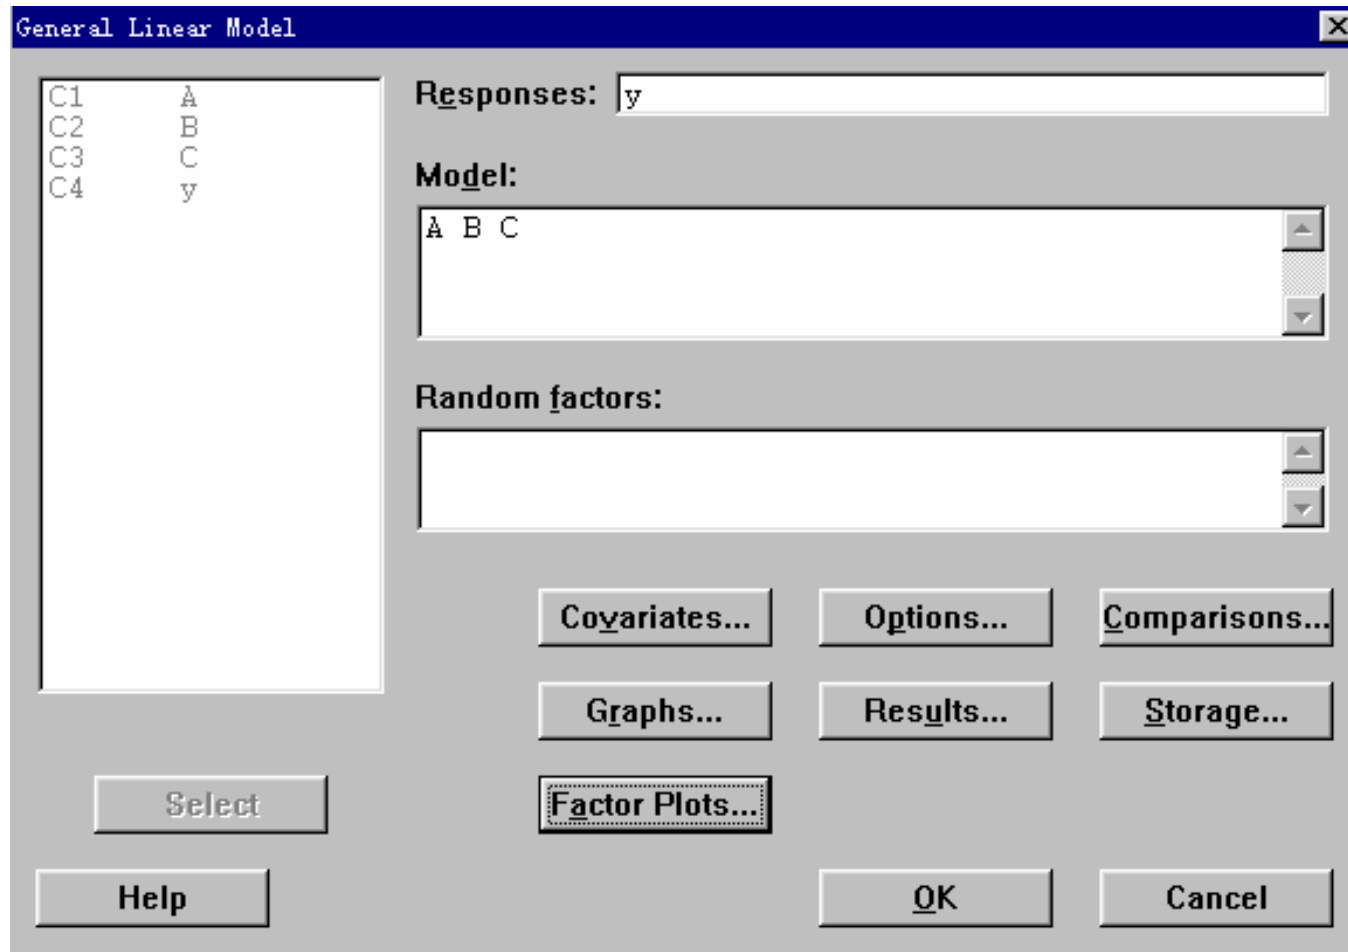 General Linear Model
C1 A
C2 B
C3 C
C4 y
Responses: y
Model:
A B C
Random factors:
Covariates... Options... Comparisons...
Graphs... Results... Storage...
Select Factor Plots...
Help OK Cancel